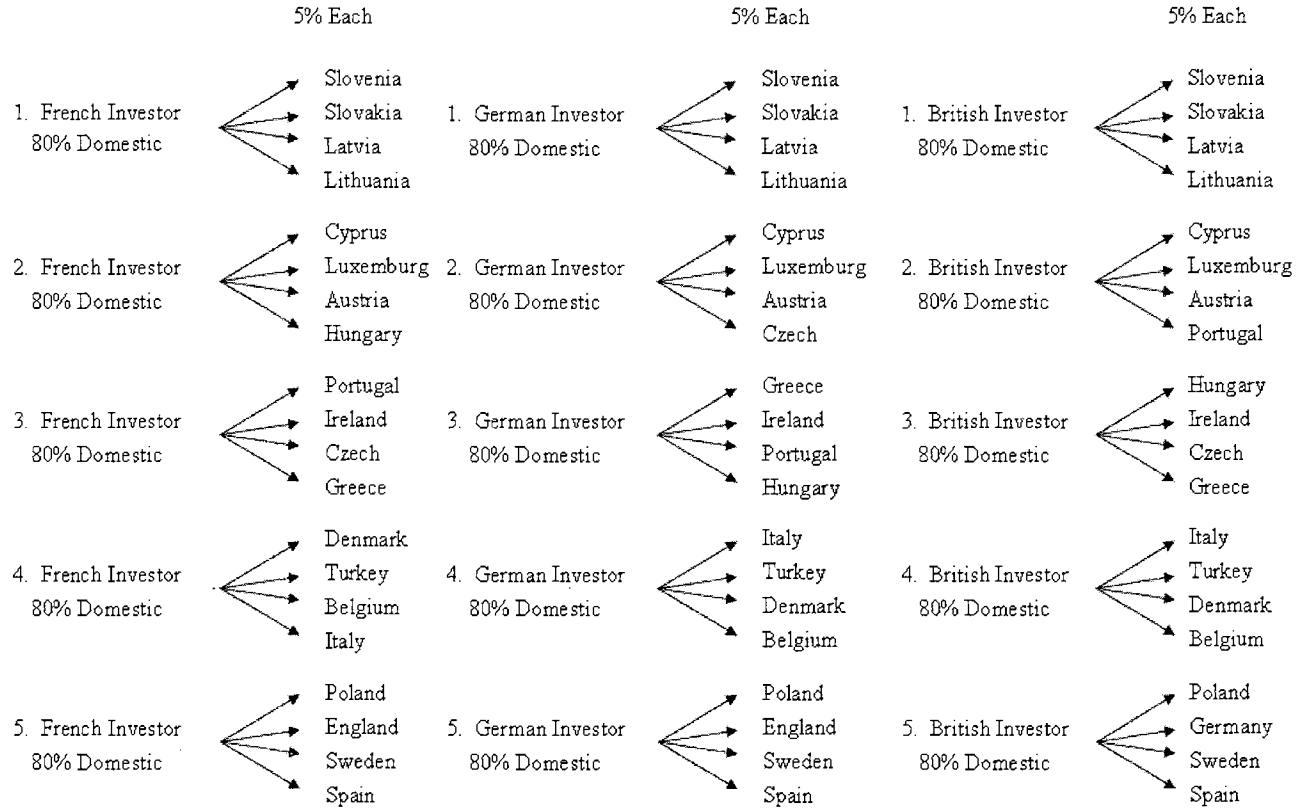 5% Each
5% Each
5% Each
1. French Investor
80% Domestic
Slovenia
Slovakia
Latvia
Lithuania
1. German Investor
80% Domestic
Slovenia
Slovakia
Latvia
Lithuania
1. British Investor
80% Domestic
Slovenia
Slovakia
Latvia
Lithuania
2. French Investor
80% Domestic
Cyprus
Luxemburg
Austria
Hungary
2. German Investor
80% Domestic
Cyprus
Luxemburg
Austria
Czech
2. British Investor
80% Domestic
Cyprus
Luxemburg
Austria
Portugal
3. French Investor
80% Domestic
Portugal
Ireland
Czech
Greece
3. German Investor
80% Domestic
Greece
Ireland
Portugal
Hungary
3. British Investor
80% Domestic
Hungary
Ireland
Czech
Greece
4. French Investor
80% Domestic
Denmark
Turkey
Belgium
Italy
4. German Investor
80% Domestic
Italy
Turkey
Denmark
Belgium
4. British Investor
80% Domestic
Italy
Turkey
Denmark
Belgium
5. French Investor
80% Domestic
Poland
England
Sweden
Spain
5. German Investor
80% Domestic
Poland
England
Sweden
Spain
5. British Investor
80% Domestic
Poland
Germany
Sweden
Spain